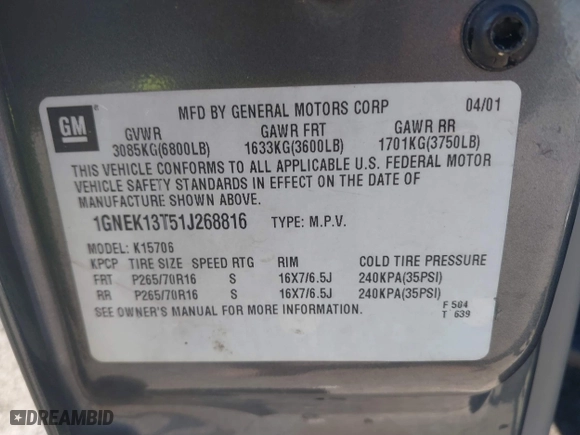 GM
MFD BY GENERAL MOTORS CORP 04/01
GVWR GAWR FRT GAWR RR
3085KG(6800LB) 1633KG(3600LB) 1701KG(3750LB)
THIS VEHICLE CONFORMS TO ALL APPLICABLE U.S. FEDERAL MOTOR
VEHICLE SAFETY STANDARDS IN EFFECT ON THE DATE OF
MANUFACTURE SHOWN ABOVE.
1GNEK13T51J268816 TYPE: M.P.V.
MODEL: K15706
KPCP TIRE SIZE SPEED RTG RIM COLD TIRE PRESSURE
FRT P265/70R16 S 16X7/6.5J 240KPA(35PSI)
RR P265/70R16 S 16X7/6.5J 240KPA(35PSI)
SEE OWNER'S MANUAL FOR MORE INFORMATION.
F 584
T 639
DREAMBID